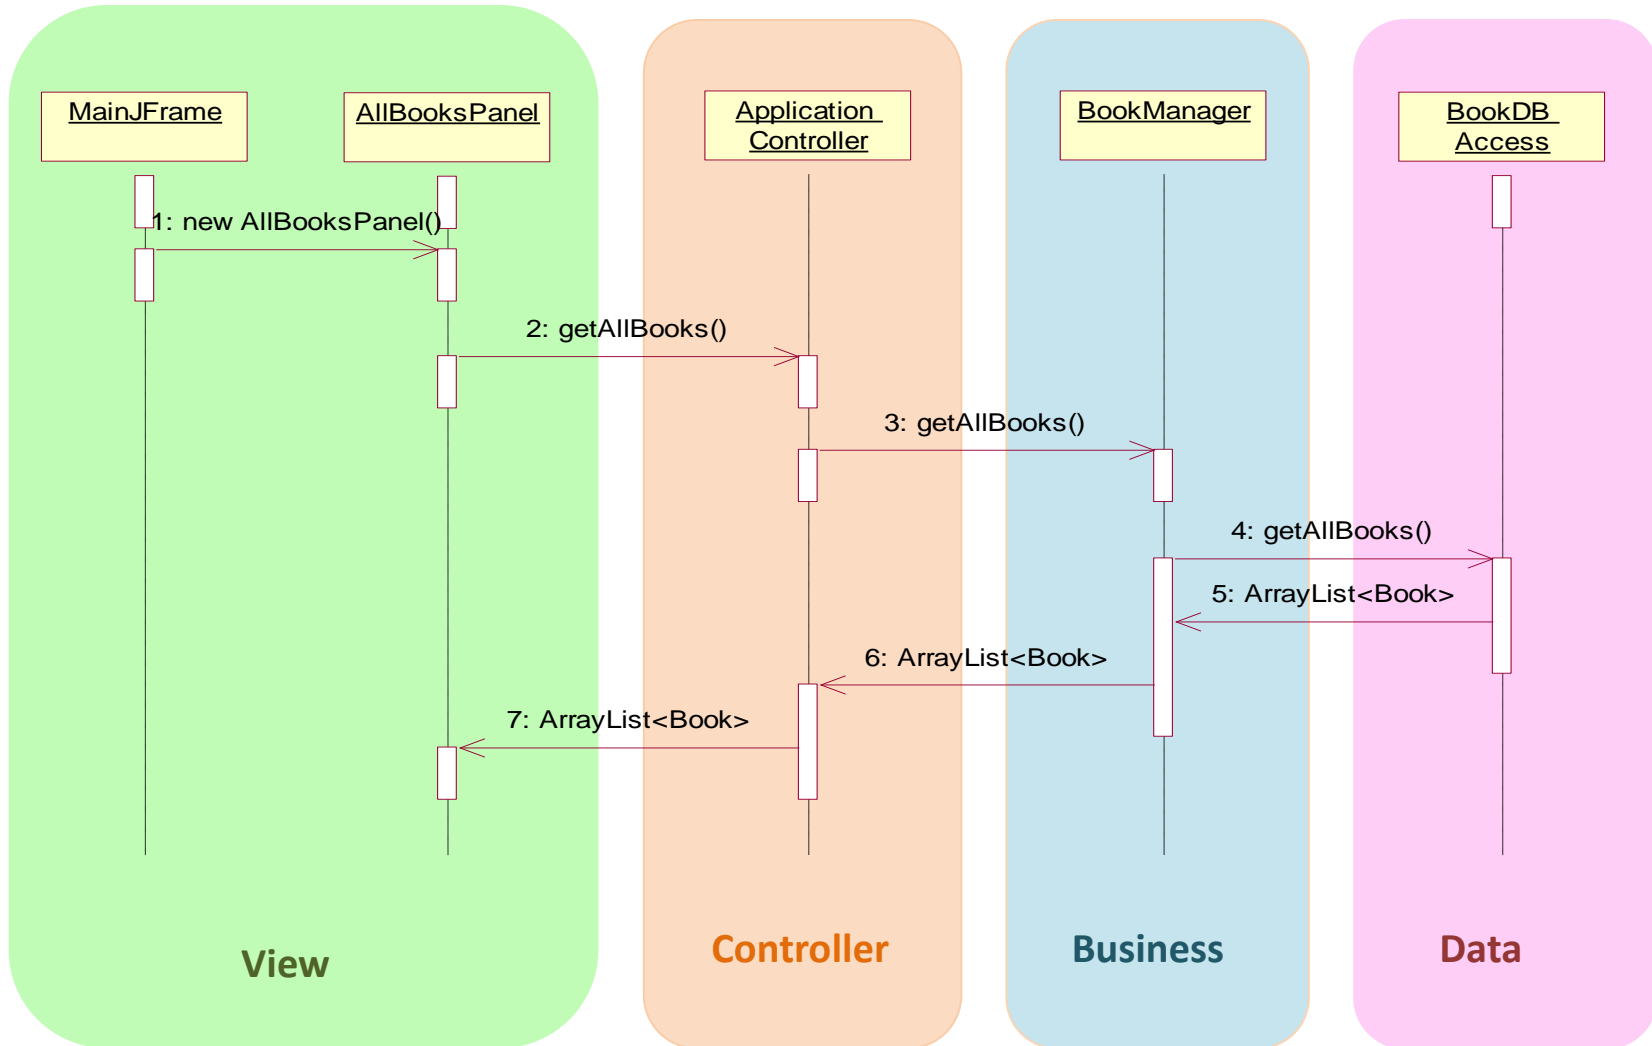 MainJFrame
AllBooksPanel
Application
Controller
BookManager
BookDB
Access
1: new AllBooksPanel()
2: getAllBooks()
3: getAllBooks()
4: getAllBooks()
5: ArrayList<Book>
6: ArrayList<Book>
7: ArrayList<Book>
View
Controller
Business
Data